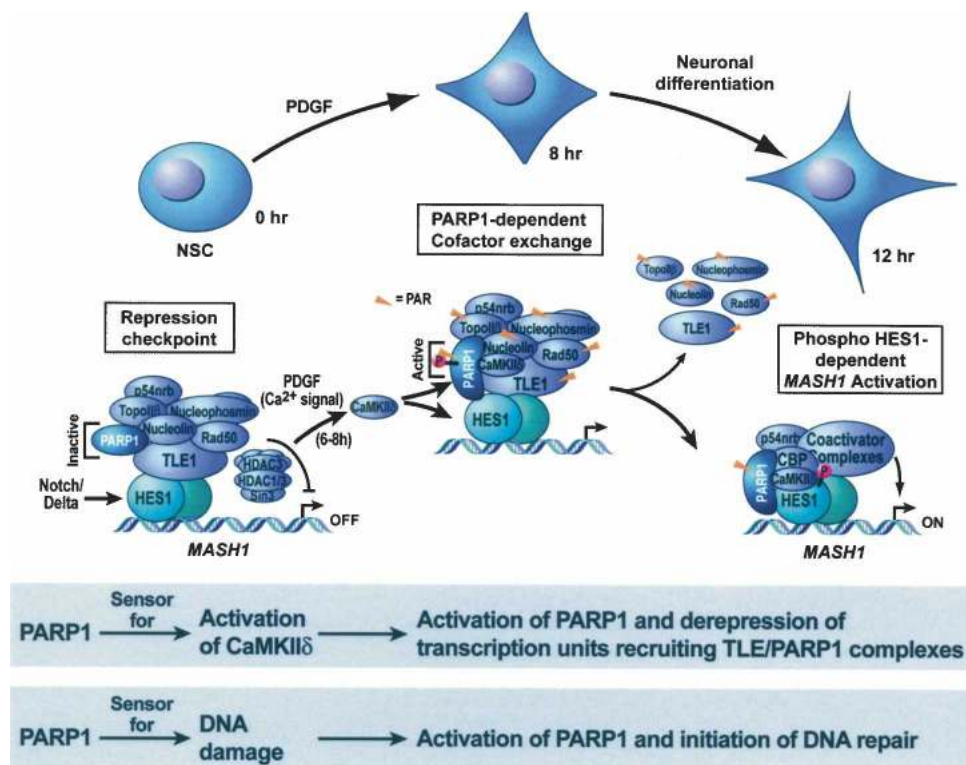 PDGF
Neuronal
differentiation
NSC
0 hr
8 hr
12 hr
Repression
checkpoint
PARP1-dependent
Cofactor exchange
Phospho HES1-
dependent
MASH1 Activation
= PAR
p54nrb
TopoIIβ
Nucleophosmin
Nucleolin
Rad50
PARP1
Inactive
TLE1
HES1
Notch/
Delta
HDAC3
HDAC1/3
Sin3
OFF
MASH1
PDGF
(Ca2+ signal)
(6-8h)
CaMKIIδ
Active
P
p54nrb
TopoIIβ
Nucleophosmin
Nucleolin
Rad50
PARP1
CaMKIIδ
TLE1
HES1
TopoIIβ
Nucleophosmin
Nucleolin
Rad50
TLE1
p54nrb
Coactivator
Complexes
CBP
P
PARP1
CaMKII
HES1
ON
MASH1
PARP1
Sensor
for
Activation
of CaMKIIδ
Activation of PARP1 and derepression of
transcription units recruiting TLE/PARP1 complexes
PARP1
Sensor
for
DNA
damage
Activation of PARP1 and initiation of DNA repair